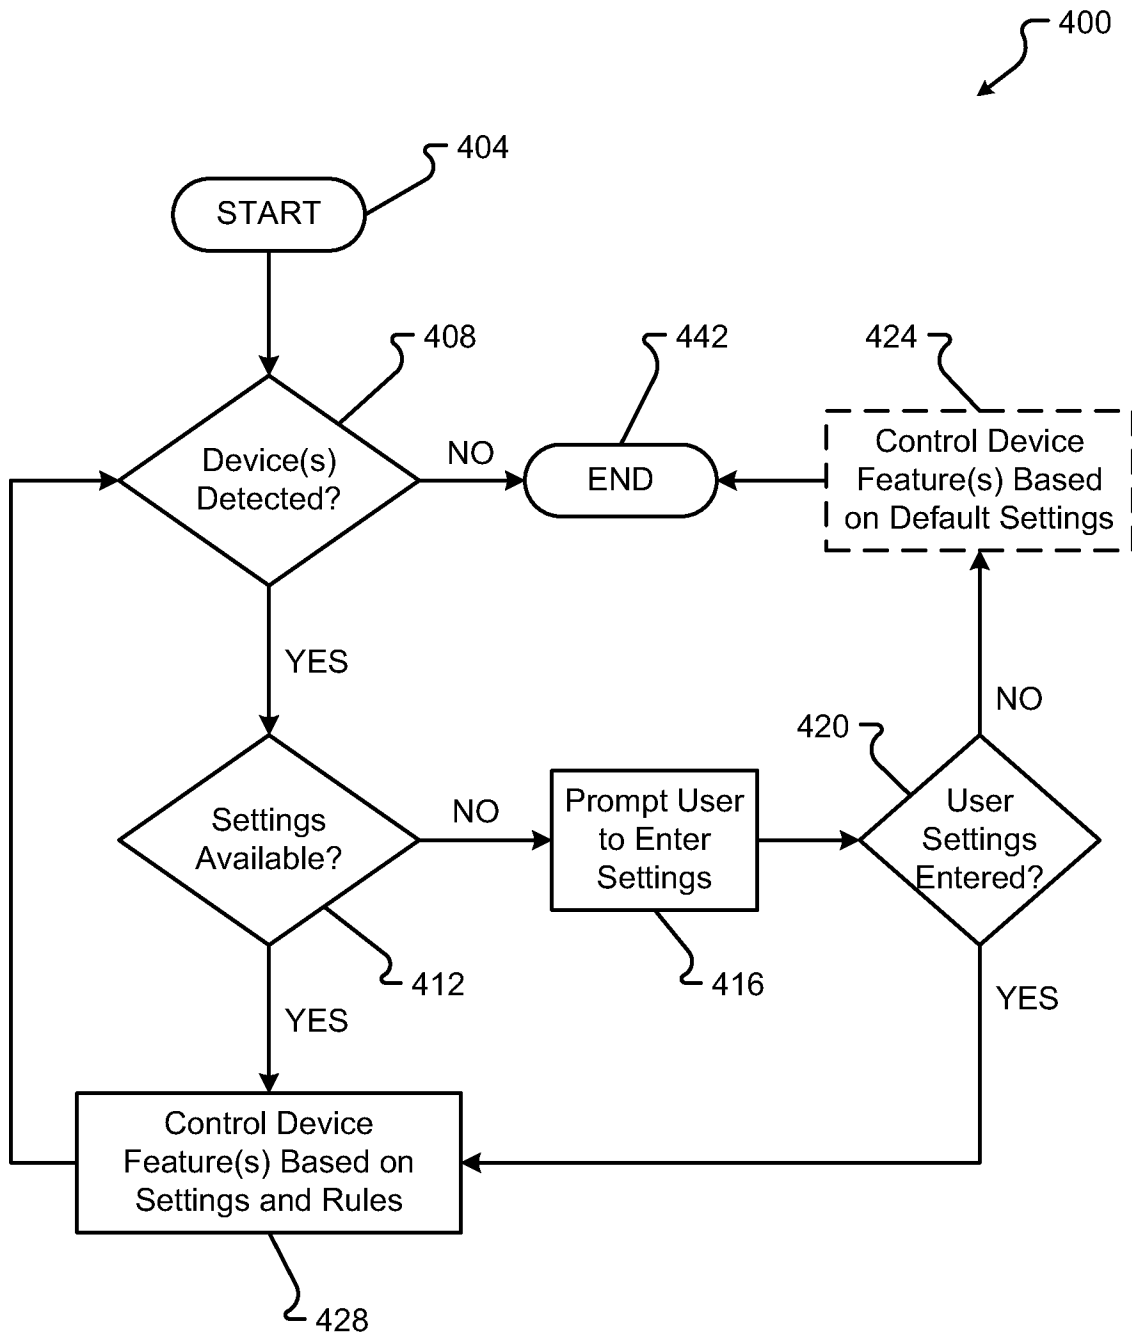 400
404
START
408
442
424
Device(s)
Detected?
NO
END
Control Device
Feature(s) Based
on Default Settings
YES
NO
420
Settings
Available?
NO
Prompt User
to Enter
Settings
User
Settings
Entered?
412
416
YES
YES
Control Device
Feature(s) Based on
Settings and Rules
428